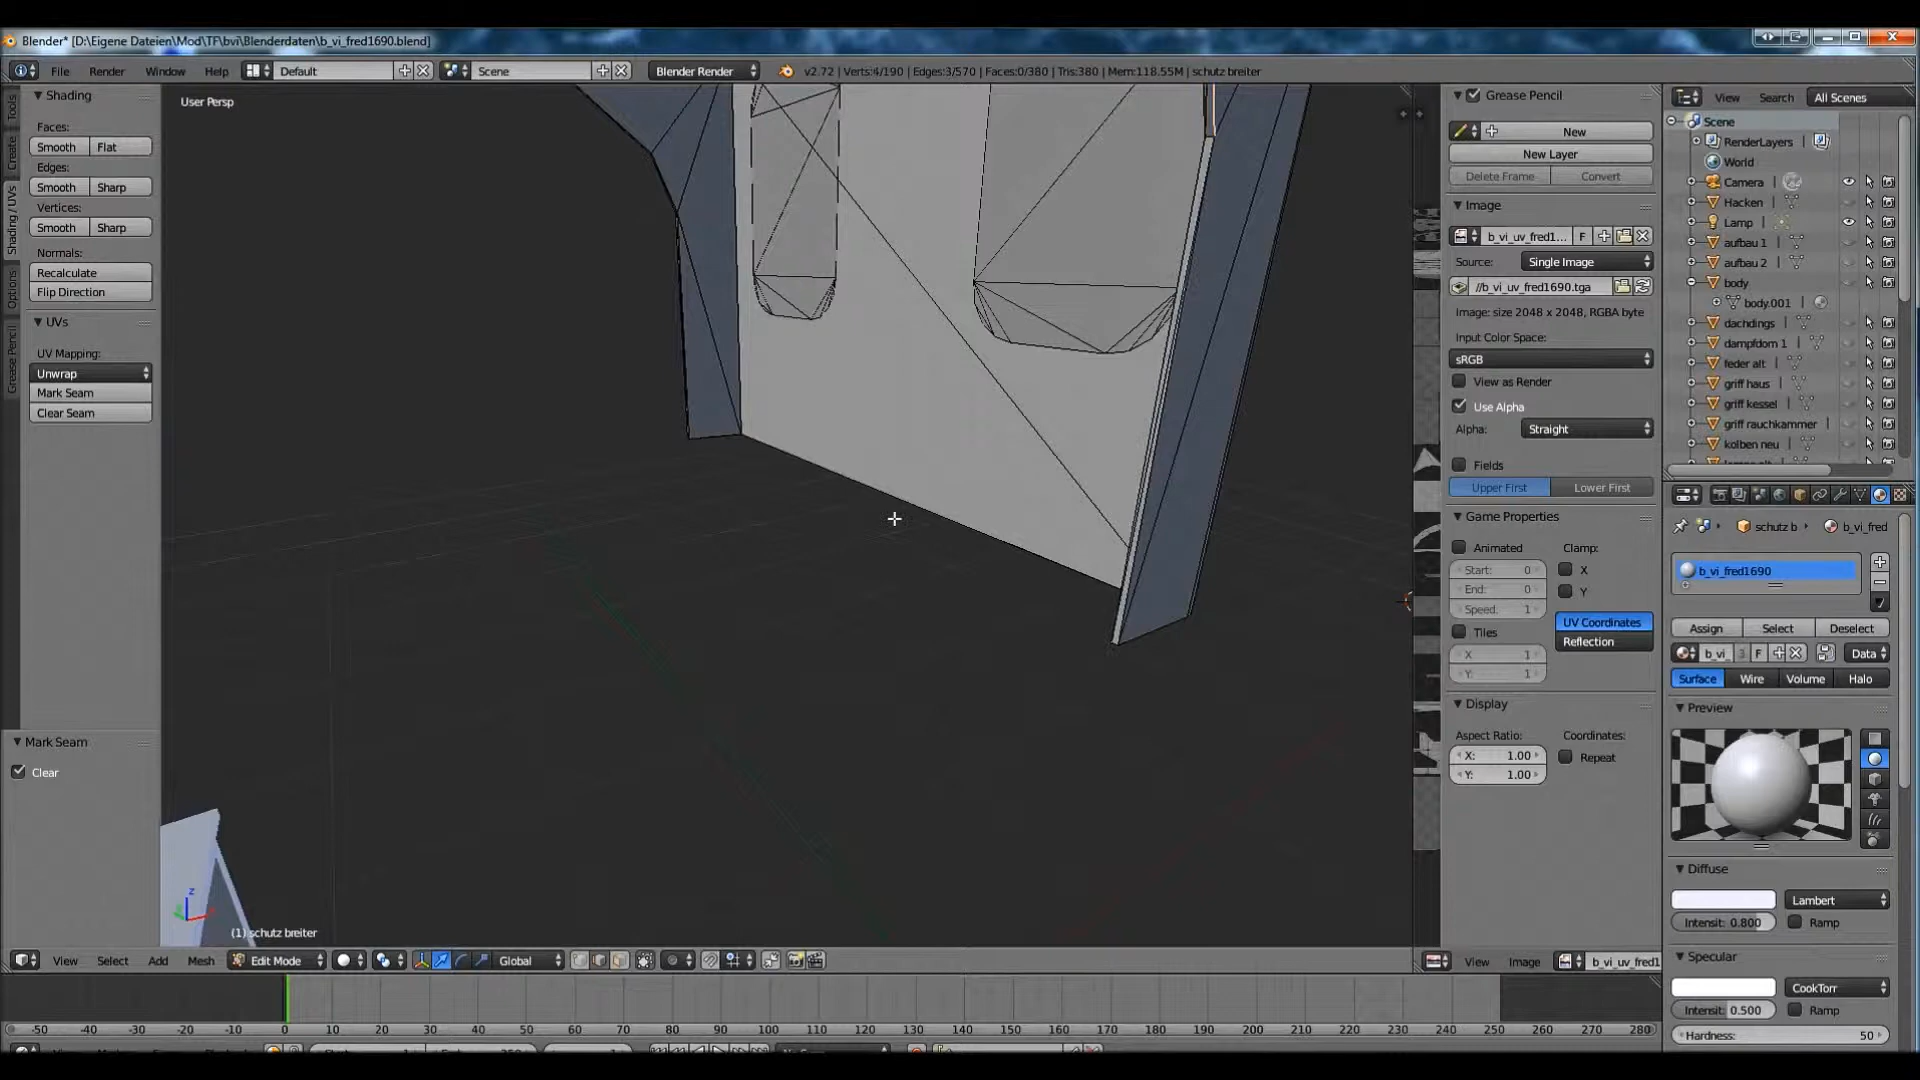 Blender* [D:\Eigene Dateien\Mod\TF\bvi\Blenderdaten\b_vi_fred1690.blend]
File Render Window Help Default Scene Blender Render v2.72 | Verts:4/190 | Edges:3/570 | Faces:0/380 | Tris:380 | Mem:118.55M | schutz breiter
Tools
Create
Shading / UVs
Options
Grease Pencil
Shading
Faces:
Smooth Flat
Edges:
Smooth Sharp
Vertices:
Smooth Sharp
Normals:
Recalculate
Flip Direction
UVs
UV Mapping:
Unwrap
Mark Seam
Clear Seam
Mark Seam
Clear
User Persp
(1) schutz breiter
View Select Add Mesh Edit Mode Global
Grease Pencil
New
New Layer
Delete Frame Convert
Image
b_vi_uv_fred1... F
Source: Single Image
//b_vi_uv_fred1690.tga
Image: size 2048 x 2048, RGBA byte
Input Color Space:
sRGB
View as Render
Use Alpha
Alpha: Straight
Fields
Upper First Lower First
Game Properties
Animated Clamp:
Start: 0 X
End: 0 Y
Speed: 1
Tiles UV Coordinates
X 1 Reflection
Y: 1
Display
Aspect Ratio: Coordinates:
X: 1.00 Repeat
Y: 1.00
View Image b_vi_uv_fred1
View Search All Scenes
Scene
RenderLayers
World
Camera
Hacken
Lamp
aufbau 1
aufbau 2
body
body.001
dachdings
dampfdom 1
feder alt
griff haus
griff kessel
griff rauchkammer
kolben neu
schutz b b_vi_fred
b_vi_fred1690
Assign Select Deselect
b_vi_ 3 F Data
Surface Wire Volume Halo
Preview
Diffuse
Lambert
Intensit: 0.800 Ramp
Specular
CookTorr
Intensit: 0.500 Ramp
Hardness: 50
-50 -40 -30 -20 -10 0 10 20 30 40 50 60 70 80 90 100 110 120 130 140 150 160 170 180 190 200 210 220 230 240 250 260 270 280